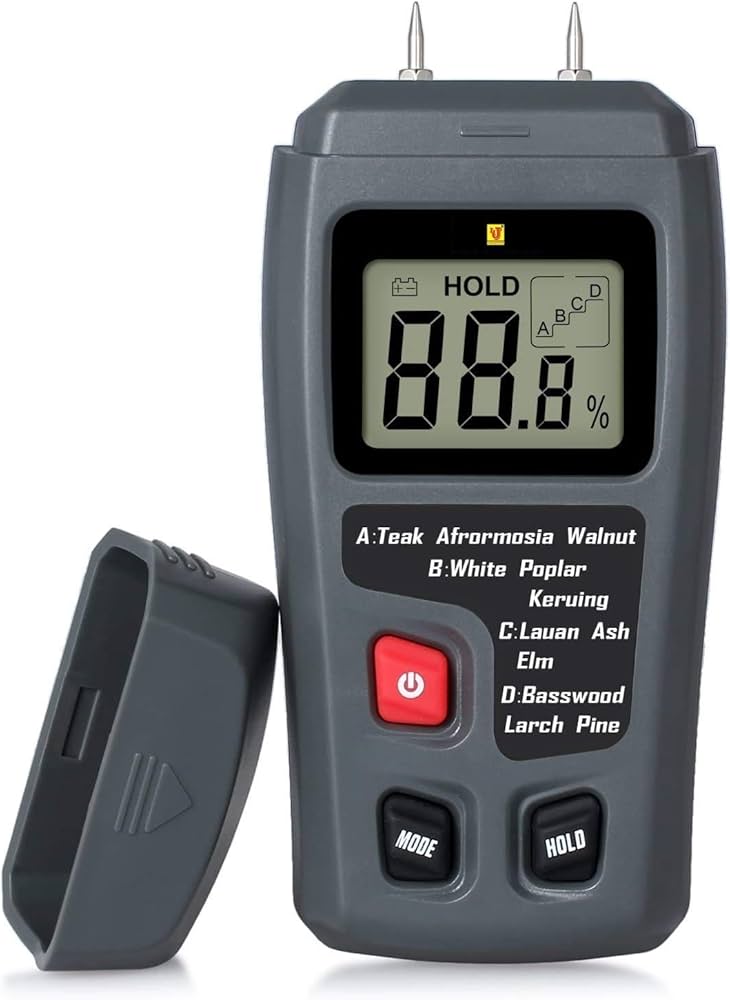 HOLD
A B C D
88.8 %
A:Teak Afrormosia Walnut
B:White Poplar
Keruing
C:Lauan Ash
Elm
D:Basswood
Larch Pine
MODE
HOLD